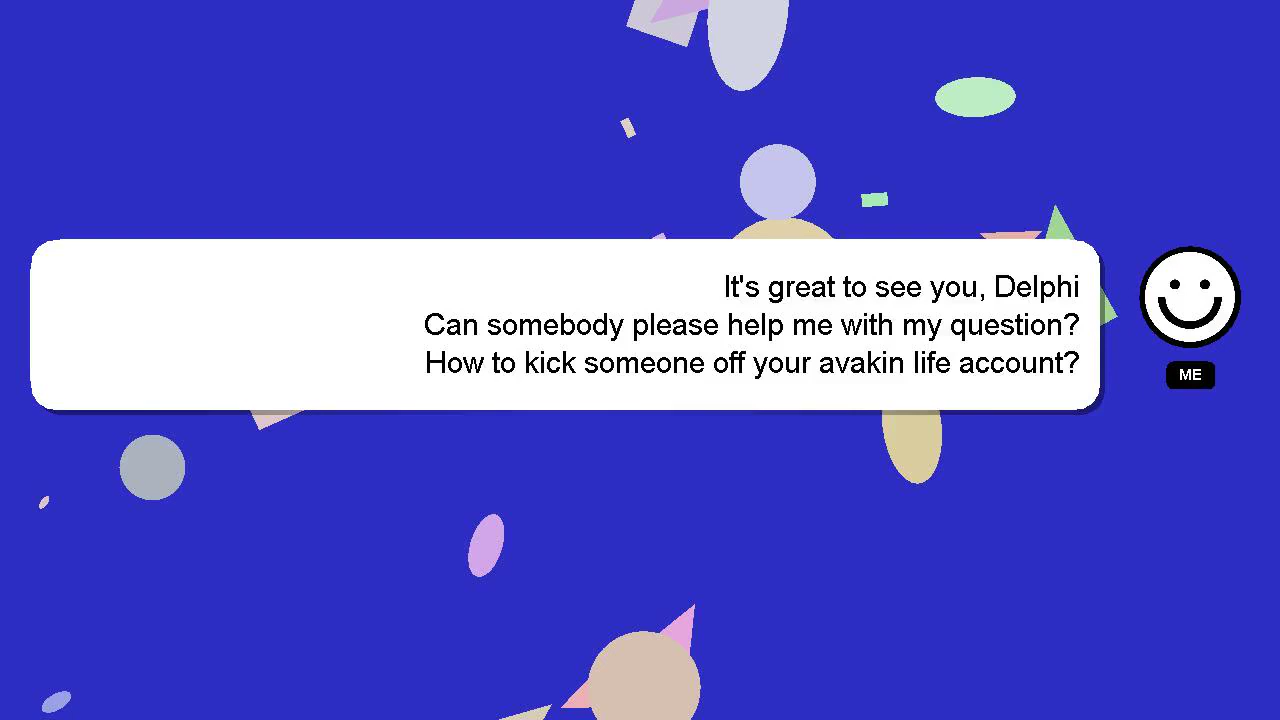 It's great to see you, Delphi
Can somebody please help me with my question?
How to kick someone off your avakin life account?
ME